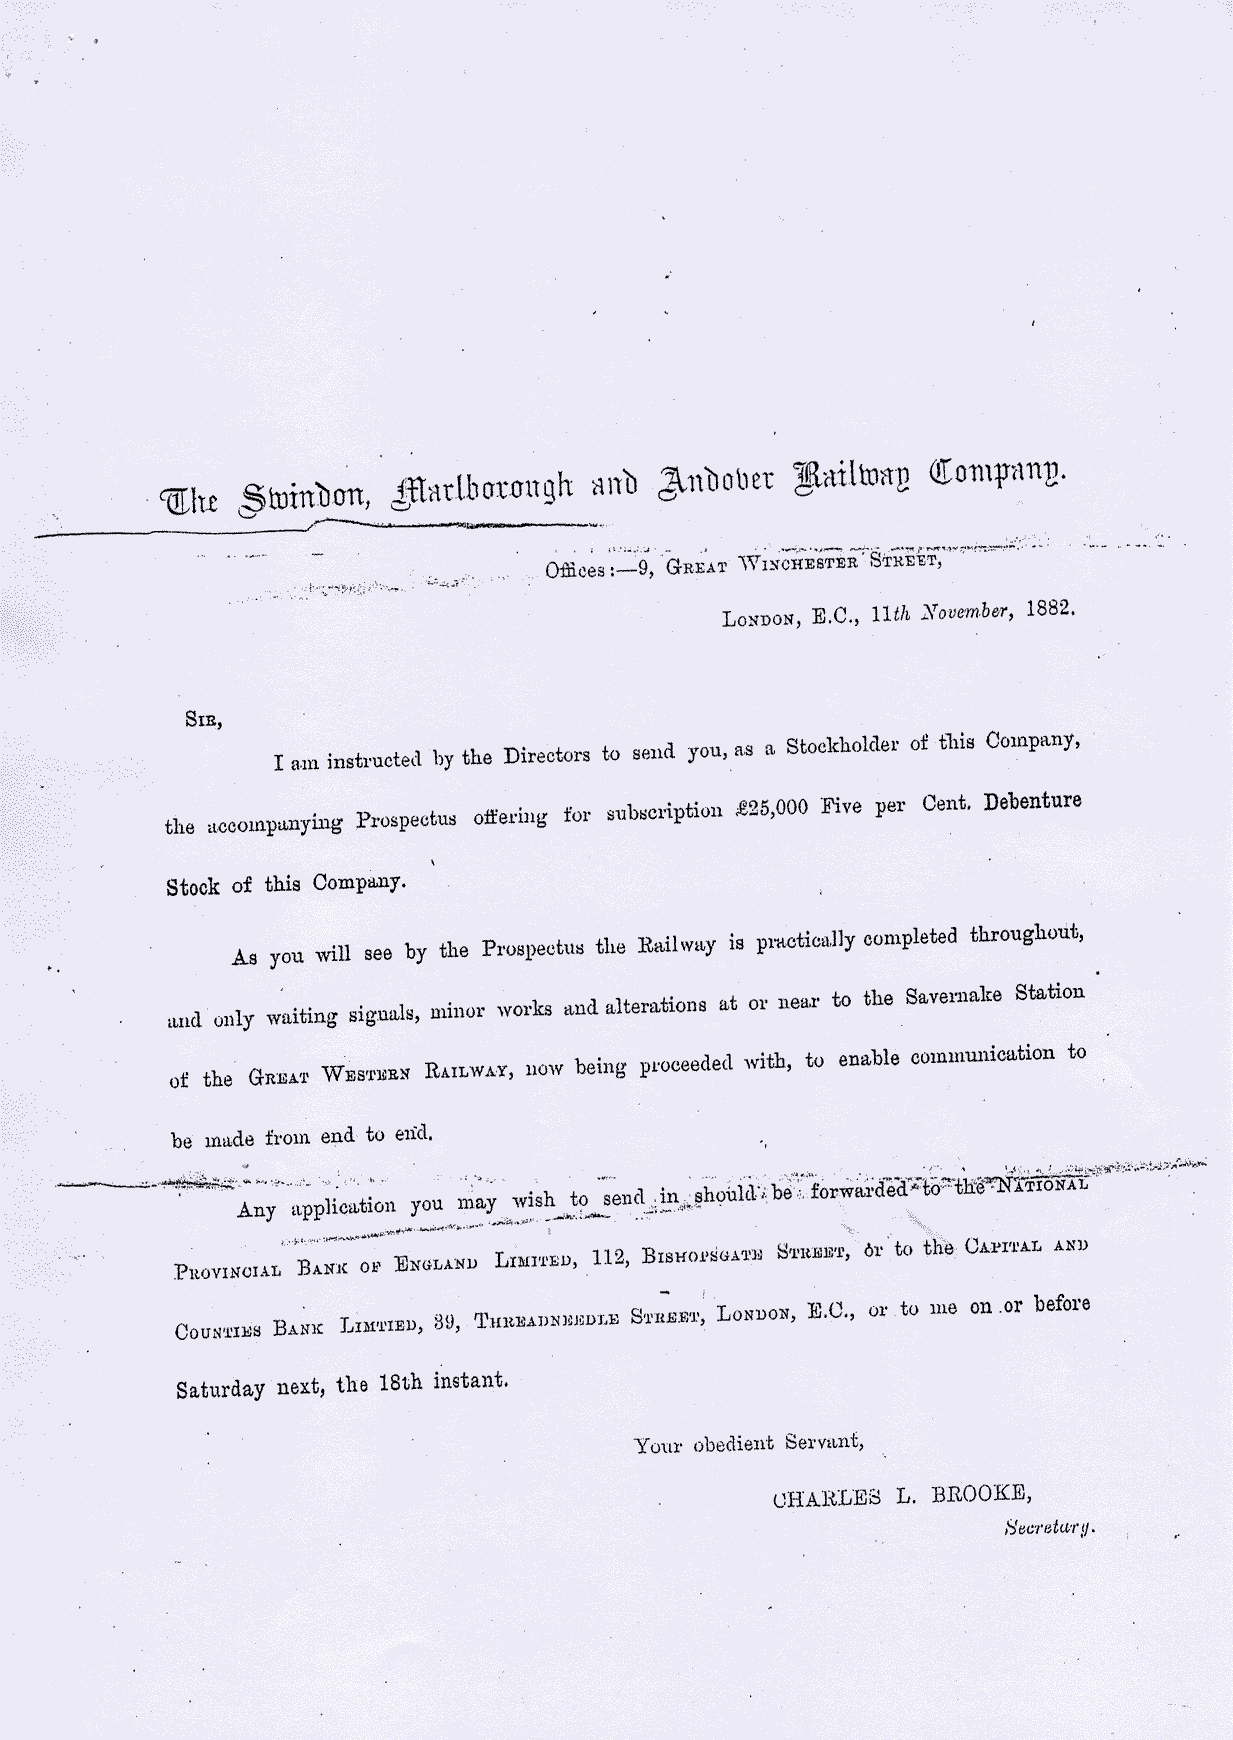 The Swindon, Marlborough and Andover Railway Company.
Offices:—9, GREAT WINCHESTER STREET,
LONDON, E.C., 11th November, 1882.
SIR,
I am instructed by the Directors to send you, as a Stockholder of this Company,
the accompanying Prospectus offering for subscription £25,000 Five per Cent. Debenture
Stock of this Company.
As you will see by the Prospectus the Railway is practically completed throughout,
and only waiting signals, minor works and alterations at or near to the Savernake Station
of the GREAT WESTERN RAILWAY, now being proceeded with, to enable communication to
be made from end to end.
Any application you may wish to send in should be forwarded to the NATIONAL
PROVINCIAL BANK OF ENGLAND LIMITED, 112, BISHOPSGATE STREET, or to the CAPITAL AND
COUNTIES BANK LIMTIED, 39, THREADNEEDLE STREET, LONDON, E.C., or to me on or before
Saturday next, the 18th instant.
Your obedient Servant,
CHARLES L. BROOKE,
Secretary.